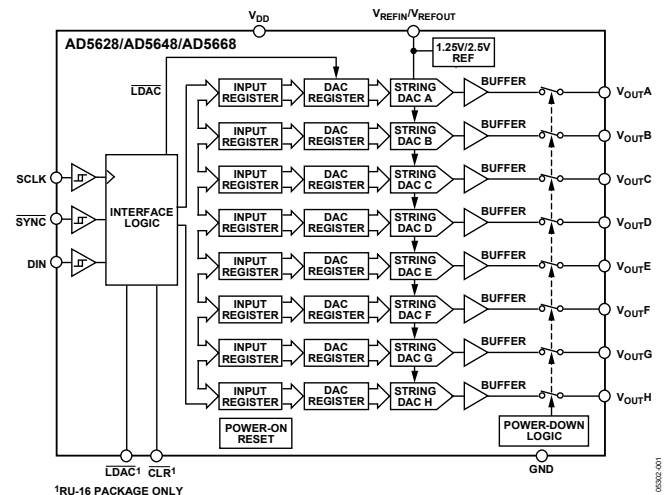 VDD
VREFIN/VREFOUT
AD5628/AD5648/AD5668
1.25V/2.5V
REF
LDAC
INPUT
REGISTER
DAC
REGISTER
STRING
DAC A
BUFFER
VOUTA
INPUT
REGISTER
DAC
REGISTER
STRING
DAC B
BUFFER
VOUTB
INPUT
REGISTER
DAC
REGISTER
STRING
DAC C
BUFFER
VOUTC
SCLK
SYNC
DIN
INTERFACE
LOGIC
INPUT
REGISTER
DAC
REGISTER
STRING
DAC D
BUFFER
VOUTD
INPUT
REGISTER
DAC
REGISTER
STRING
DAC E
BUFFER
VOUTE
INPUT
REGISTER
DAC
REGISTER
STRING
DAC F
BUFFER
VOUTF
INPUT
REGISTER
DAC
REGISTER
STRING
DAC G
BUFFER
VOUTG
INPUT
REGISTER
DAC
REGISTER
STRING
DAC H
BUFFER
VOUTH
POWER-ON
RESET
POWER-DOWN
LOGIC
LDAC1
CLR1
GND
1RU-16 PACKAGE ONLY
05302-001